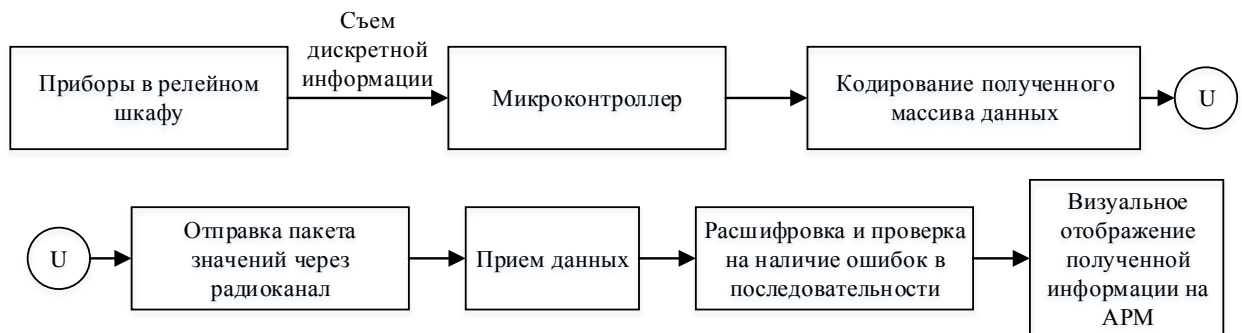 Съем
дискретной
информации
Приборы в релейном
шкафу
Микроконтроллер
Кодирование полученного
массива данных
U
U
Отправка пакета
значений через
радиоканал
Прием данных
Расшифровка и проверка
на наличие ошибок в
последовательности
Визуальное
отображение
полученной
информации на
АРМ